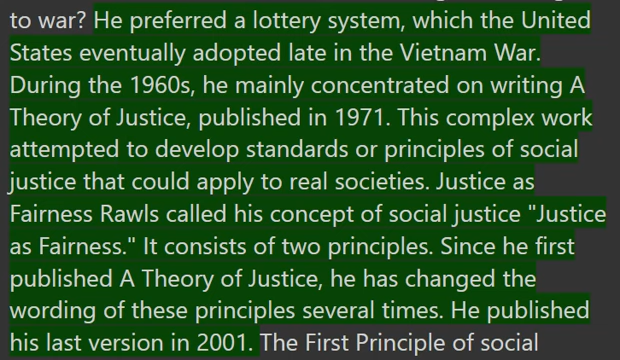 to war? He preferred a lottery system, which the United
States eventually adopted late in the Vietnam War.
During the 1960s, he mainly concentrated on writing A
Theory of Justice, published in 1971. This complex work
attempted to develop standards or principles of social
justice that could apply to real societies. Justice as
Fairness Rawls called his concept of social justice "Justice
as Fairness." It consists of two principles. Since he first
published A Theory of Justice, he has changed the
wording of these principles several times. He published
his last version in 2001. The First Principle of social